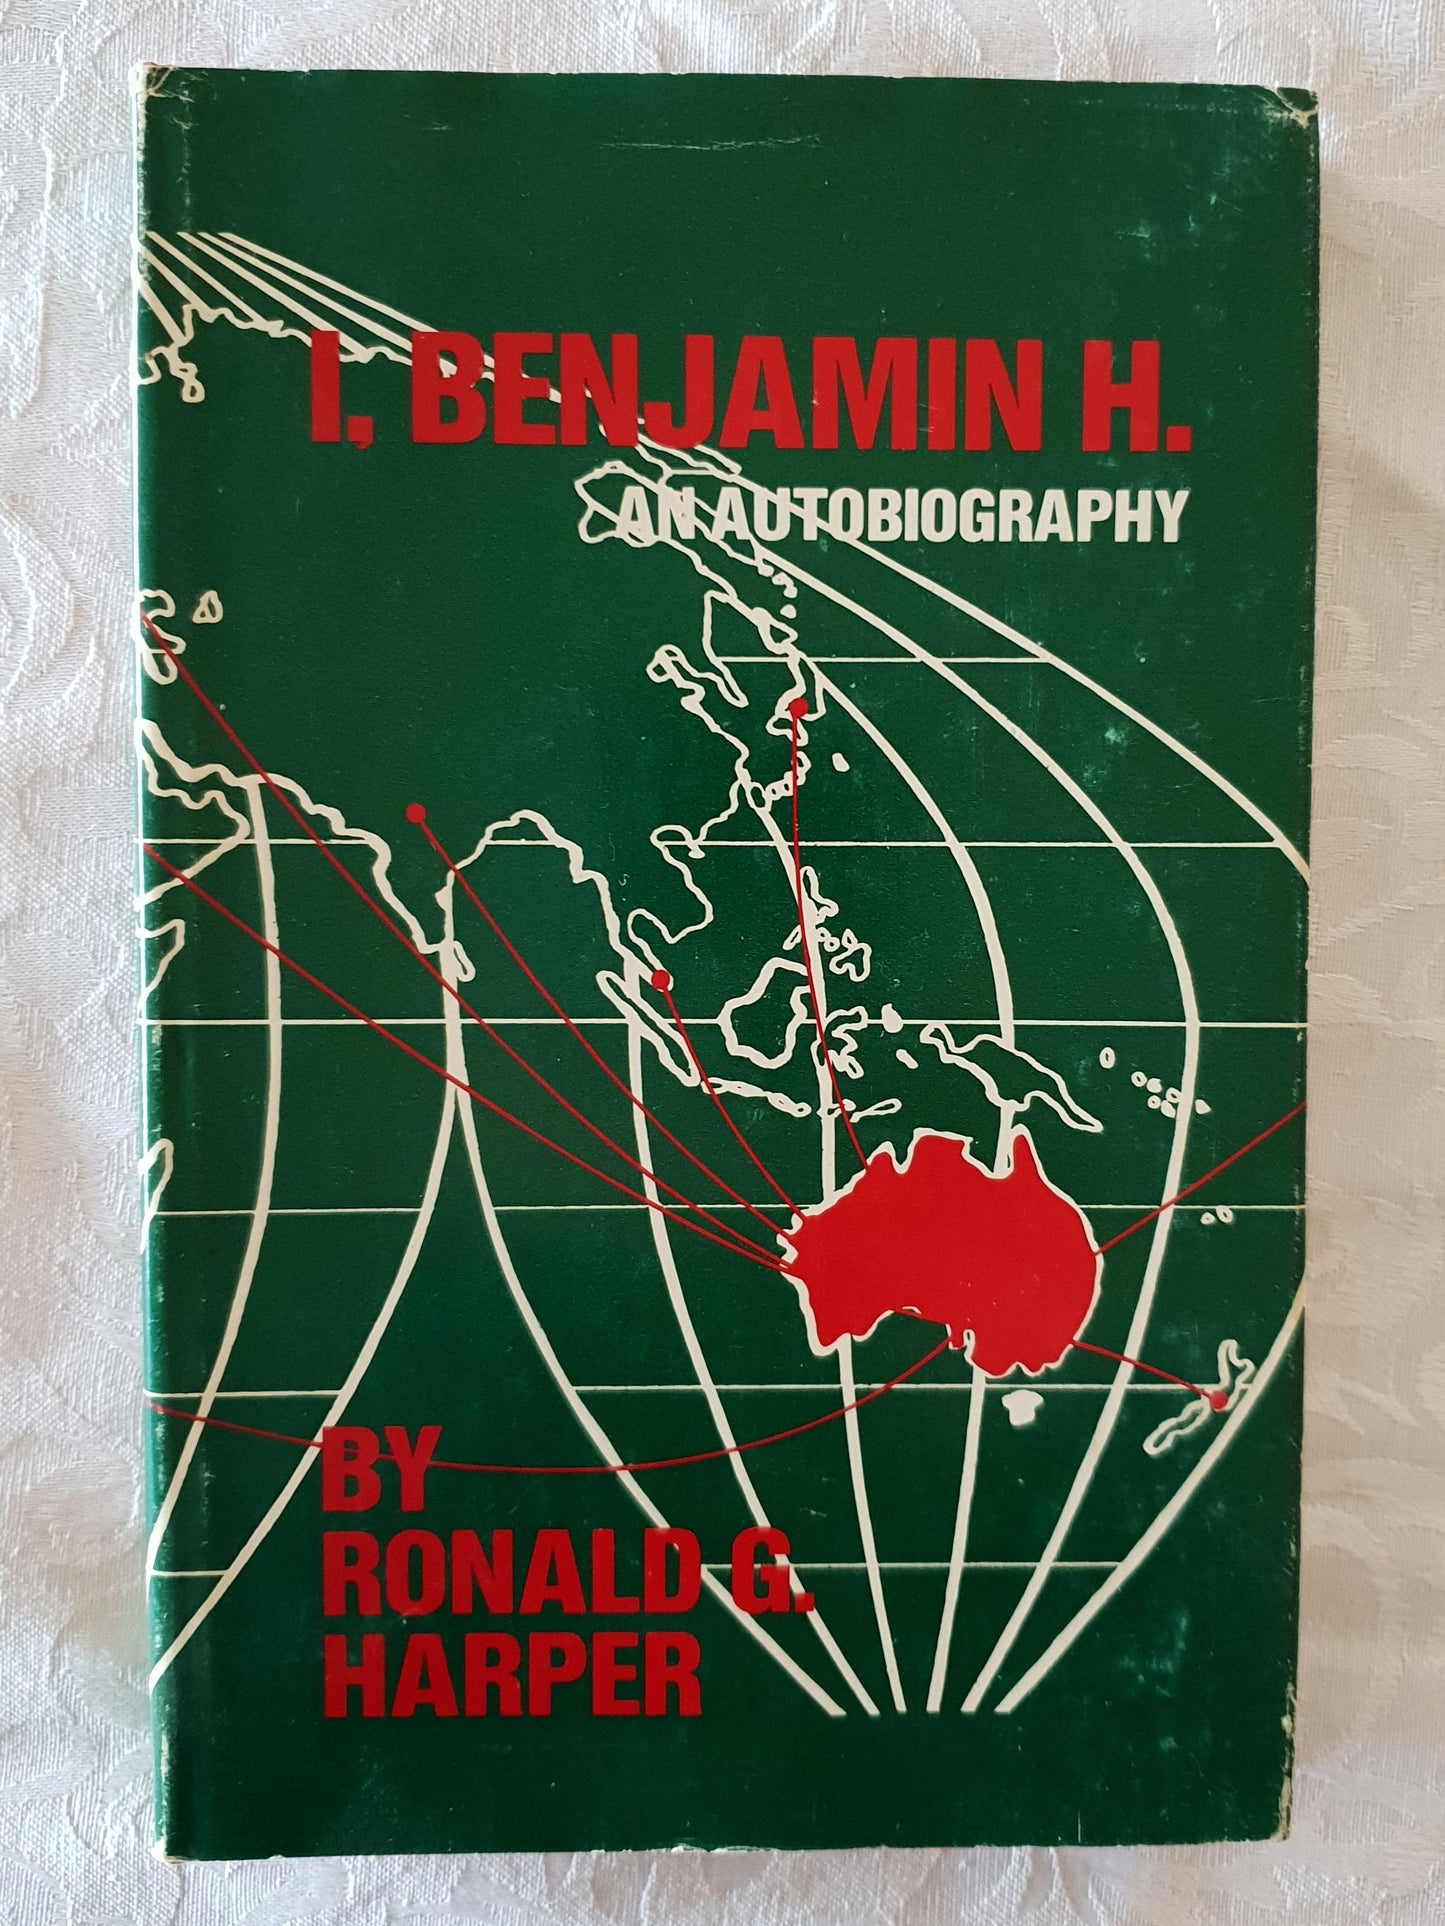 I, BENJAMIN H.
AN AUTOBIOGRAPHY
BY
RONALD G.
HARPER